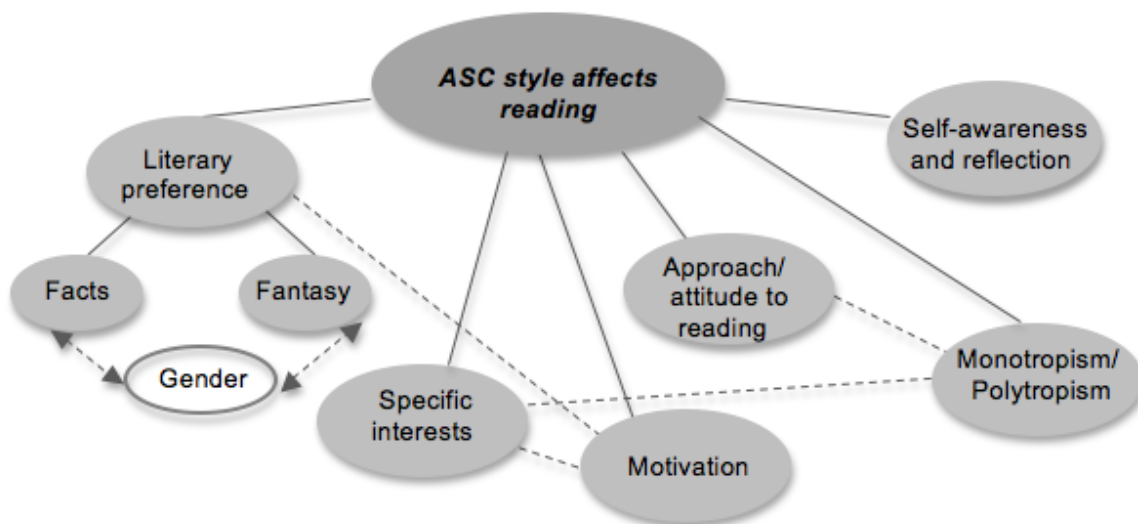 ASC style affects
reading
Self-awareness
and reflection
Literary
preference
Facts
Fantasy
Approach/
attitude to
reading
Gender
Monotropism/
Polytropism
Specific
interests
Motivation